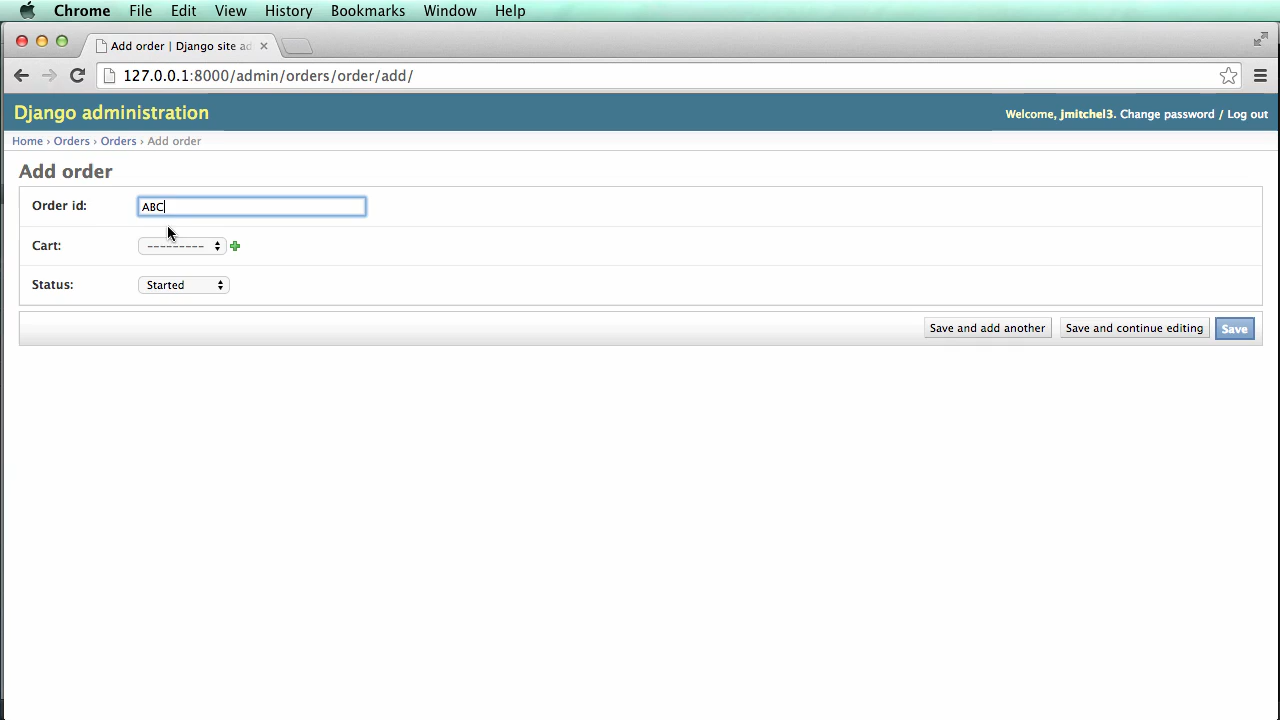 Chrome File Edit View History Bookmarks Window Help
Add order | Django site ad
127.0.0.1:8000/admin/orders/order/add/
Django administration
Welcome, jmitchel3. Change password / Log out
Home › Orders › Orders › Add order
Add order
Order id: ABC
Cart: ---------
Status: Started
Save and add another Save and continue editing Save